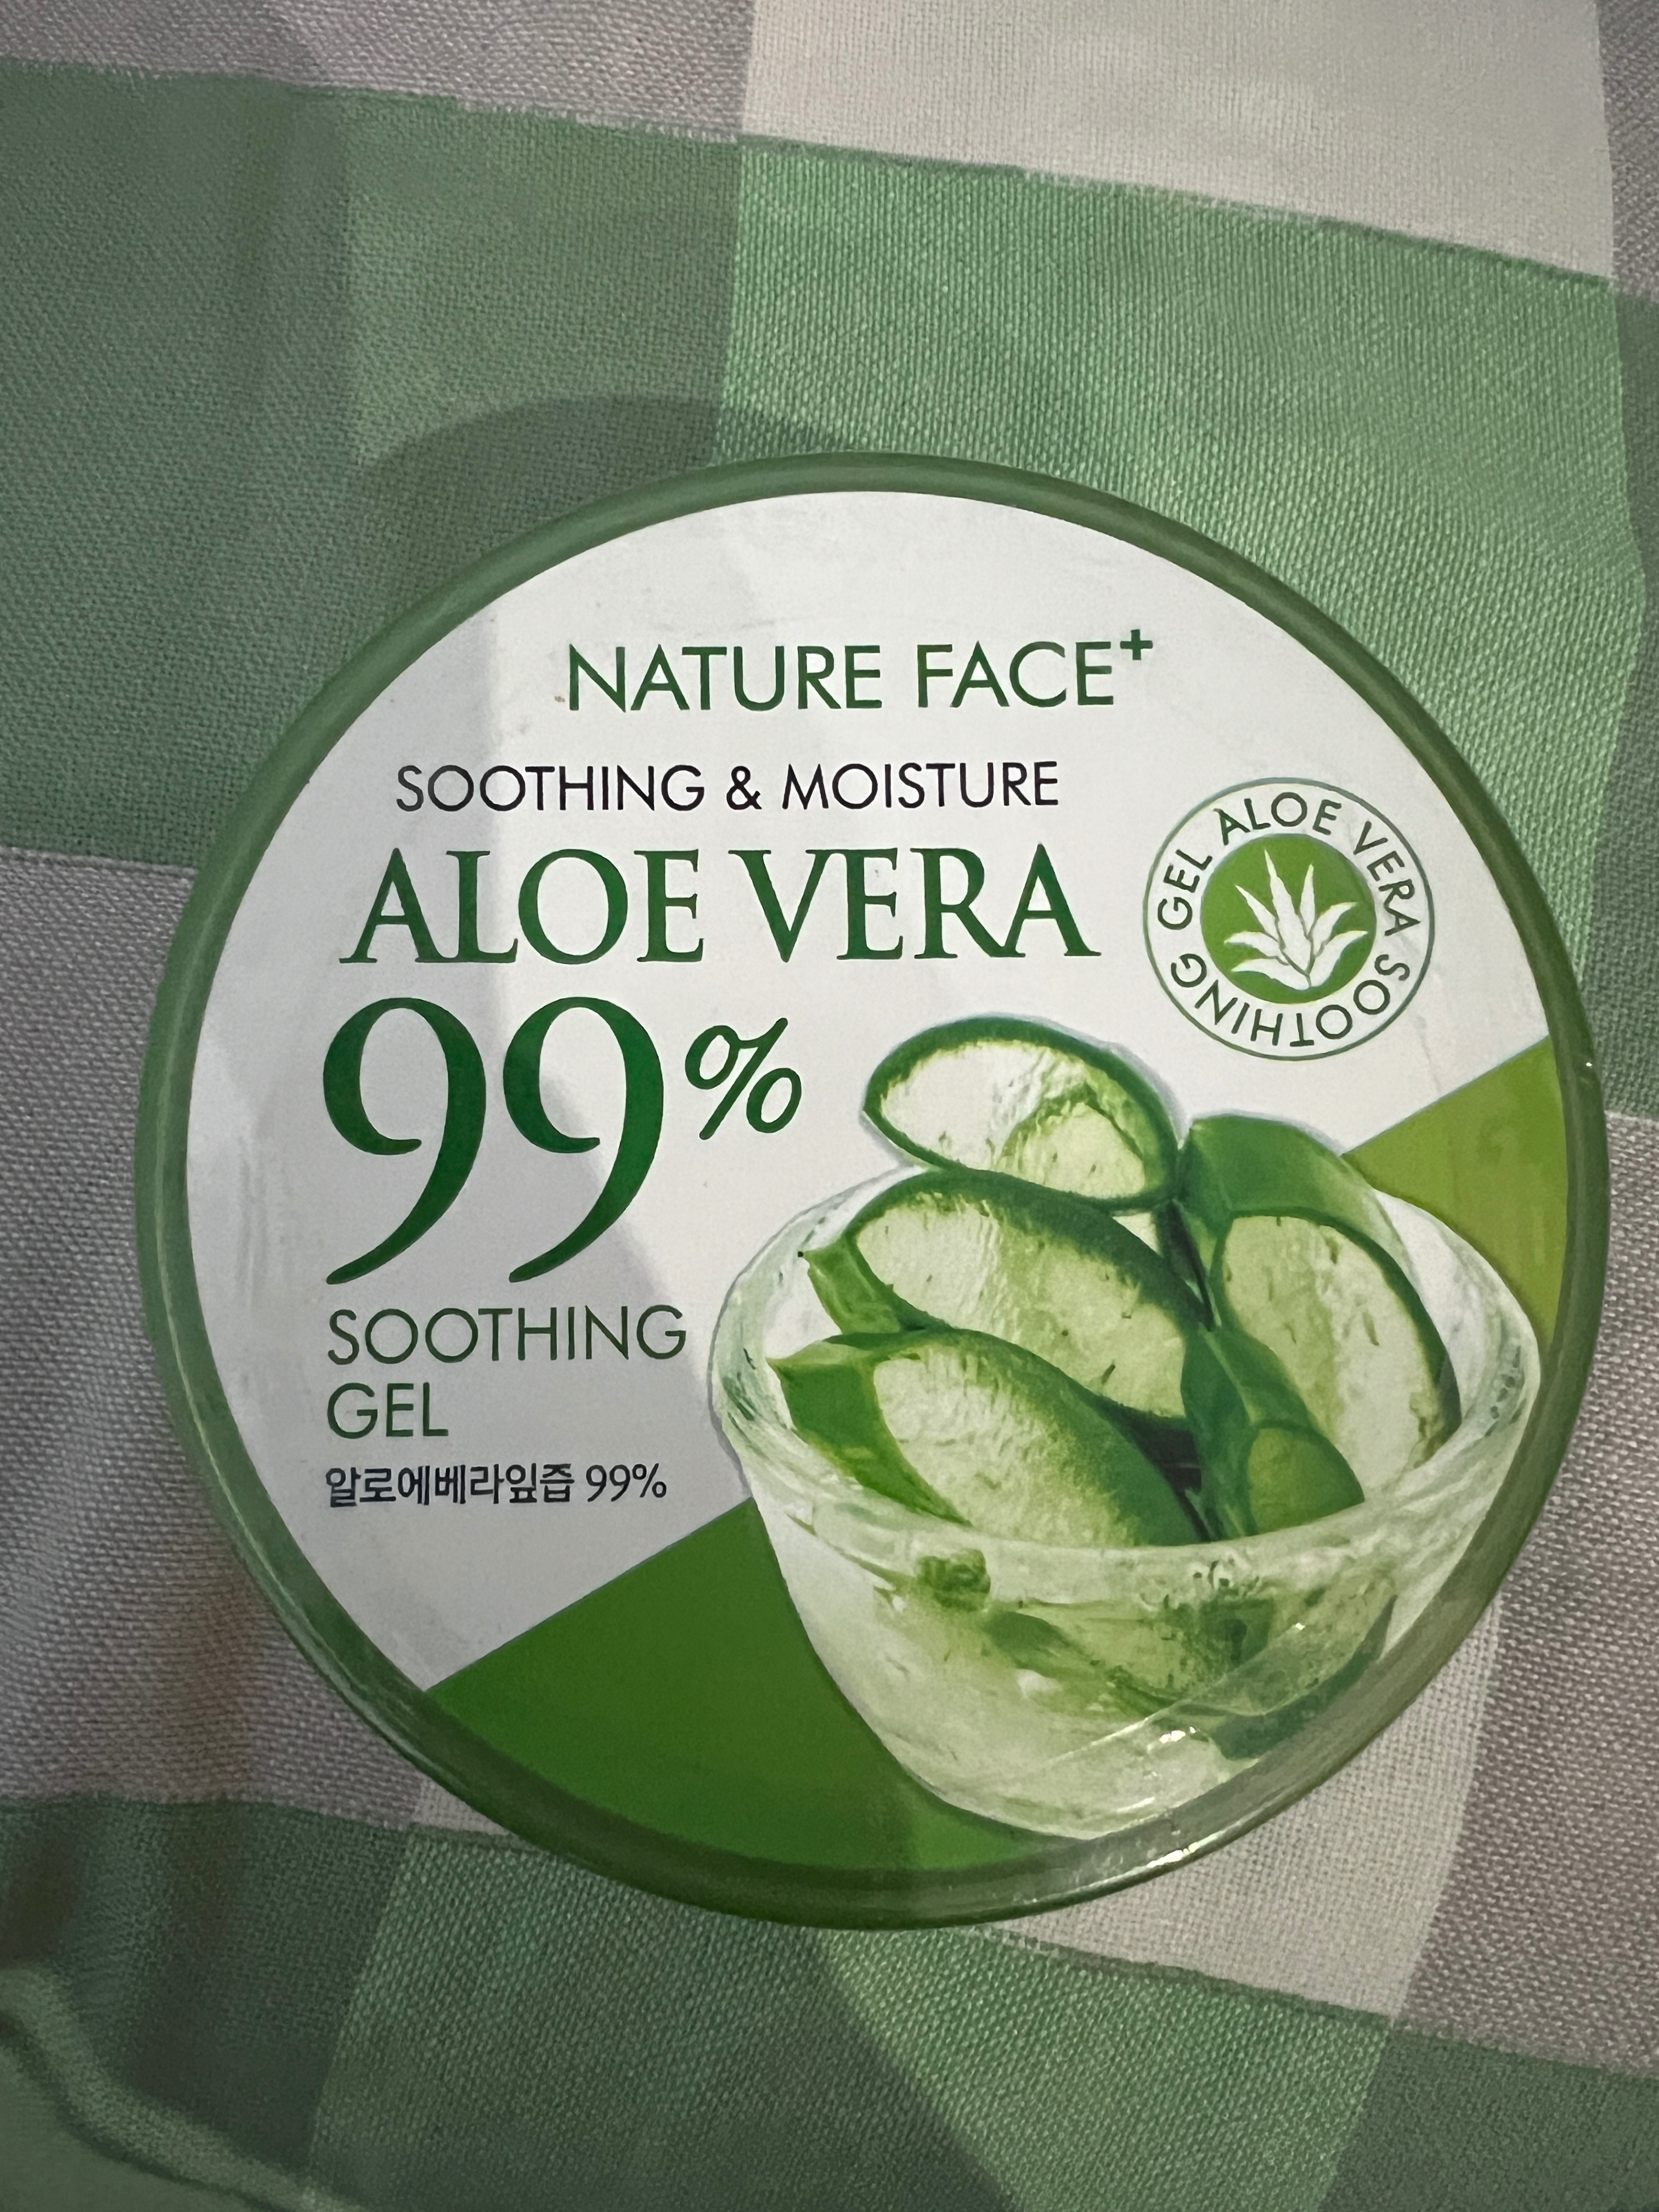 NATURE FACE+
SOOTHING & MOISTURE
ALOE VERA
99%
SOOTHING
GEL
알로에베라잎즙 99%
ALOE VERA SOOTHING GEL